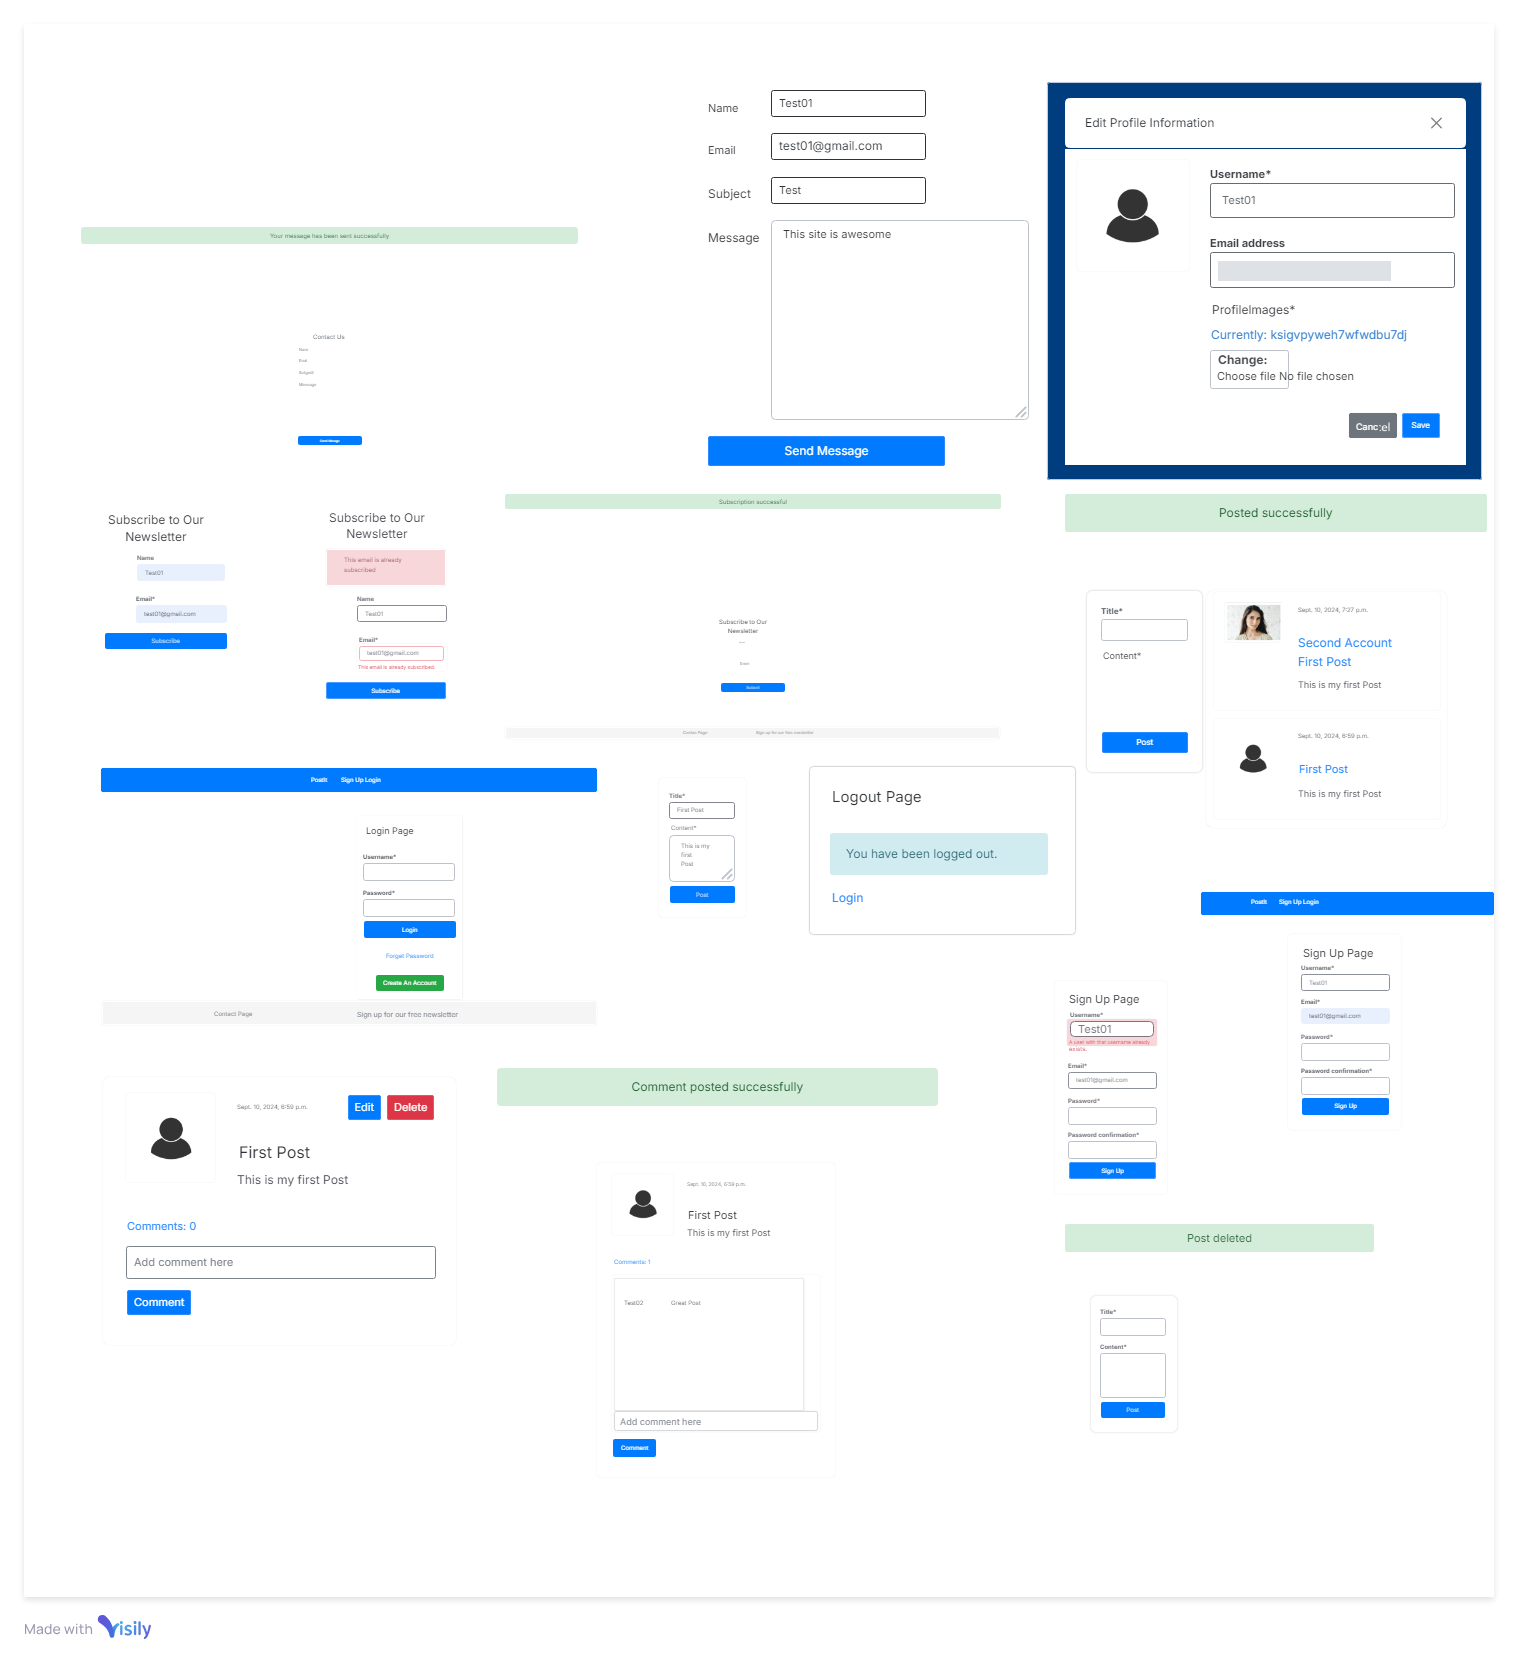 Name
Test01
Email
test01@gmail.com
Subject
Test
Message
This site is awesome
Send Message
Edit Profile Information
Username*
Test01
Email address
ProfileImages*
Currently: ksigvpyweh7wfwdbu7dj
Change:
Choose file No file chosen
Canc:el
Save
Your message has been sent successfully
Contact Us
Name
Email
Subject
Message
Send Message
Subscribe to Our
Newsletter
Name
Test01
Email*
test01@gmail.com
Subscribe
Subscribe to Our
Newsletter
This email is already
subscribed
Name
Test01
Email*
test01@gmail.com
This email is already subscribed.
Subscribe
Subscription successful
Subscribe to Our
Newsletter
Email
Submit
Contact Page
Sign up for our free newsletter
Posted successfully
Title*
Content*
Post
Sept. 10, 2024, 7:27 p.m.
Second Account
First Post
This is my first Post
Sept. 10, 2024, 6:59 p.m.
First Post
This is my first Post
PostIt
Sign Up Login
Login Page
Username*
Password*
Login
Forgot Password
Create An Account
Contact Page
Sign up for our free newsletter
Title*
First Post
Content*
This is my
first
Post
Post
Logout Page
You have been logged out.
Login
PostIt
Sign Up Login
Sign Up Page
Username*
Test01
Email*
test01@gmail.com
Password*
Password confirmation*
Sign Up
Sign Up Page
Username*
Test01
A user with that username already
exists.
Email*
test01@gmail.com
Password*
Password confirmation*
Sign Up
Sept. 10, 2024, 6:59 p.m.
Edit
Delete
First Post
This is my first Post
Comments: 0
Add comment here
Comment
Comment posted successfully
Sept. 10, 2024, 6:59 p.m.
First Post
This is my first Post
Comments: 1
Test02
Great Post
Add comment here
Comment
Post deleted
Title*
Content*
Post
Made with Visily